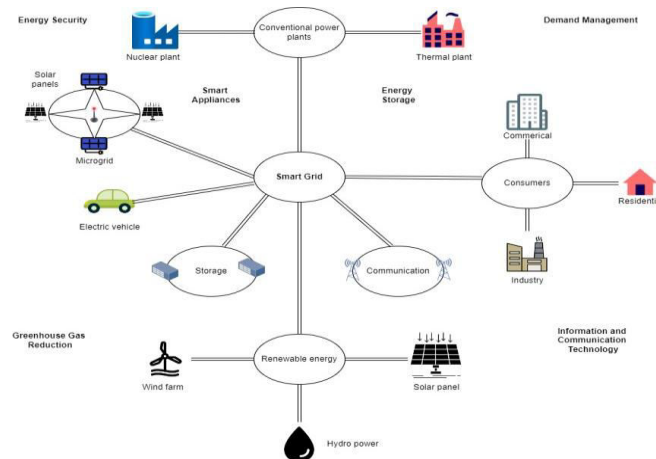 Energy Security
Conventional power
plants
Demand Management
Nuclear plant
Thermal plant
Solar
panels
Smart
Appliances
Energy
Storage
Commerical
Microgrid
Smart Grid
Consumers
Residenti
Electric vehicle
Storage
Communication
Industry
Greenhouse Gas
Reduction
Information and
Communication
Technology
Renewable energy
Wind farm
Solar panel
Hydro power